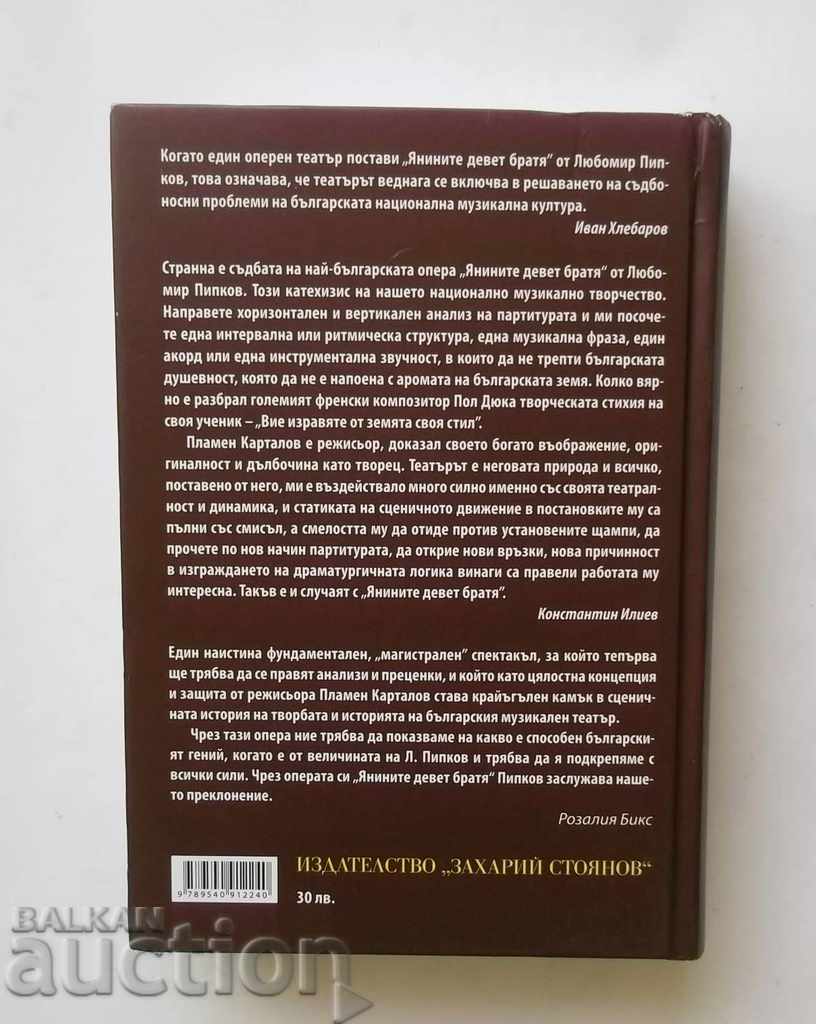 Когато един оперен театър постави „Янините девет братя“ от Любомир Пип-
ков, това означава, че театърът веднага се включва в решаването на съдбо-
носни проблеми на българската национална музикална култура.
Иван Хлебаров
Странна е съдбата на най-българската опера „Янините девет братя“ от Любо-
мир Пипков. Този катехизис на нашето национално музикално творчество.
Направете хоризонтален и вертикален анализ на партитурата и ми посоче-
те една интервална или ритмическа структура, една музикална фраза, един
акорд или една инструментална звучност, в които да не трепти българската
душевност, която да не е напоена с аромата на българската земя. Колко вяр-
но е разбрал големият френски композитор Пол Дюка творческата стихия на
своя ученик – „Вие изравяте от земята своя стил“.
Пламен Карталов е режисьор, доказал своето богато въображение, ори-
гиналност и дълбочина като творец. Театърът е неговата природа и всичко,
поставено от него, ми е въздействало много силно именно със своята театрал-
ност и динамика, и статиката на сценичното движение в постановките му са
пълни със смисъл, а смелостта му да отиде против установените щампи, да
прочете по нов начин партитурата, да открие нови връзки, нова причинност
в изграждането на драматургичната логика винаги са правели работата му
интересна. Такъв е и случаят с „Янините девет братя“.
Константин Илиев
Един наистина фундаментален, „магистрален” спектакъл, за който тепърва
ще трябва да се правят анализи и преценки, и който като цялостна концепция
и защита от режисьора Пламен Карталов става крайъгълен камък в сценич-
ната история на творбата и историята на българския музикален театър.
Чрез тази опера ние трябва да показваме на какво е способен български-
ят гений, когато е от величината на Л. Пипков и трябва да я подкрепяме с
всички сили. Чрез операта си „Янините девет братя“ Пипков заслужава наше-
то преклонение.
Розалия Бикс
ИЗДАТЕЛСТВО „ЗАХАРИЙ СТОЯНОВ“
9 789540 912240
30 лв.
BALKAN
auction